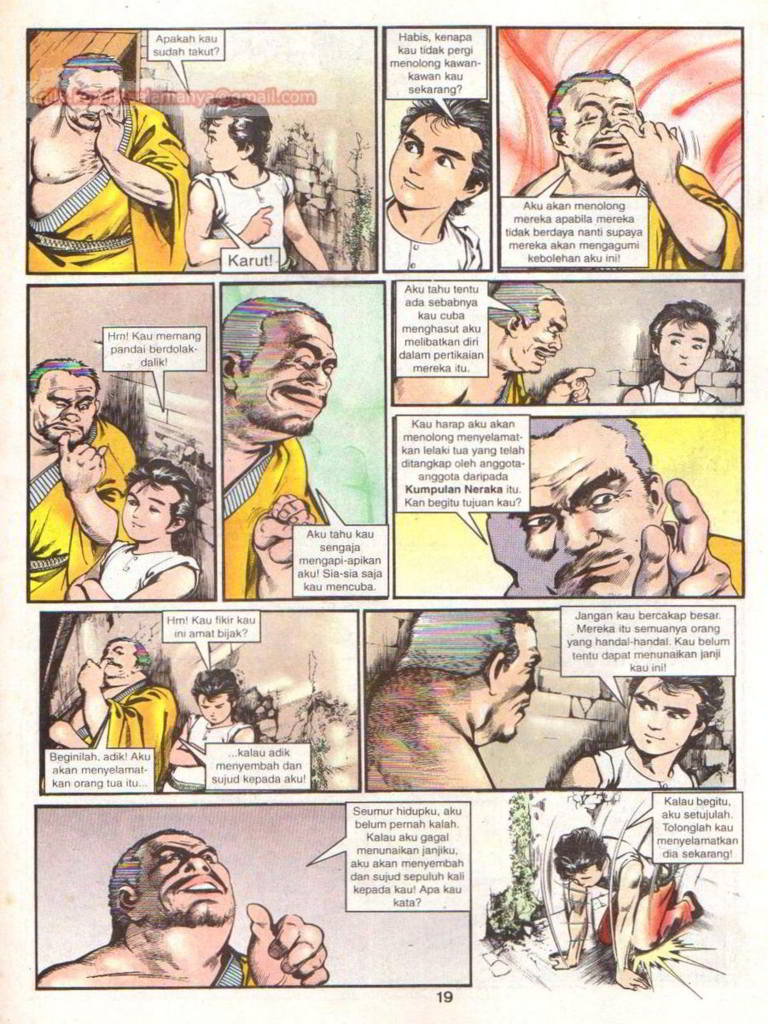 Apakah kau
sudah takut?
Karut!
Habis, kenapa
kau tidak pergi
menolong kawan-
kawan kau
sekarang?
Aku akan menolong
mereka apabila mereka
tidak berdaya nanti supaya
mereka akan mengagumi
kebolehan aku ini!
Hm! Kau memang
pandai berdolak-
dalik!
Aku tahu kau
sengaja
mengapi-apikan
aku! Sia-sia saja
kau mencuba.
Aku tahu tentu
ada sebabnya
kau cuba
menghasut aku
melibatkan diri
dalam pertikaian
mereka itu.
Kau harap aku akan
menolong menyelamat-
kan lelaki tua yang telah
ditangkap oleh anggota-
anggota daripada
Kumpulan Neraka itu.
Kan begitu tujuan kau?
Hm! Kau fikir kau
ini amat bijak?
Beginilah, adik! Aku
akan menyelamat-
kan orang tua itu...
...kalau adik
menyembah dan
sujud kepada aku!
Jangan kau bercakap besar.
Mereka itu semuanya orang
yang handal-handal. Kau belum
tentu dapat menunaikan janji
kau ini!
Seumur hidupku, aku
belum pernah kalah.
Kalau aku gagal
menunaikan janjiku,
aku akan menyembah
dan sujud sepuluh kali
kepada kau! Apa kau
kata?
Kalau begitu,
aku setujulah.
Tolonglah kau
menyelamatkan
dia sekarang!
19